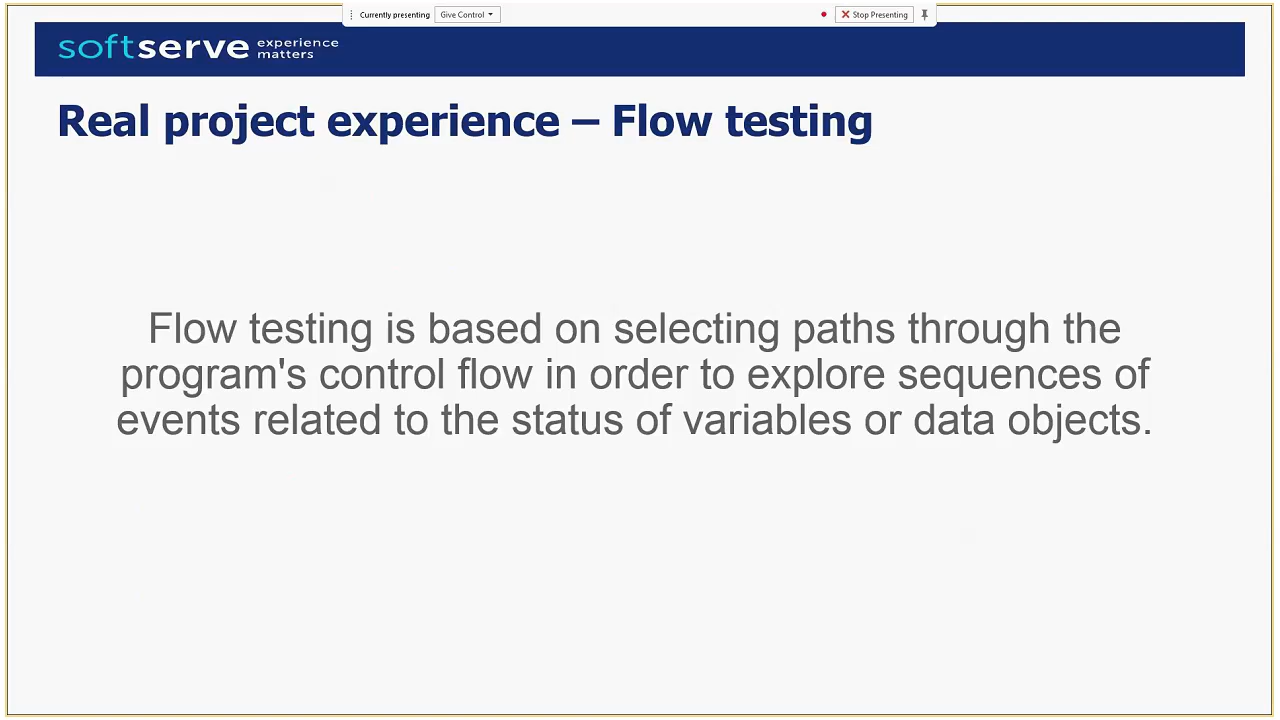 Currently presenting Give Control Stop Presenting
softserve experience matters
Real project experience – Flow testing
Flow testing is based on selecting paths through the
program's control flow in order to explore sequences of
events related to the status of variables or data objects.